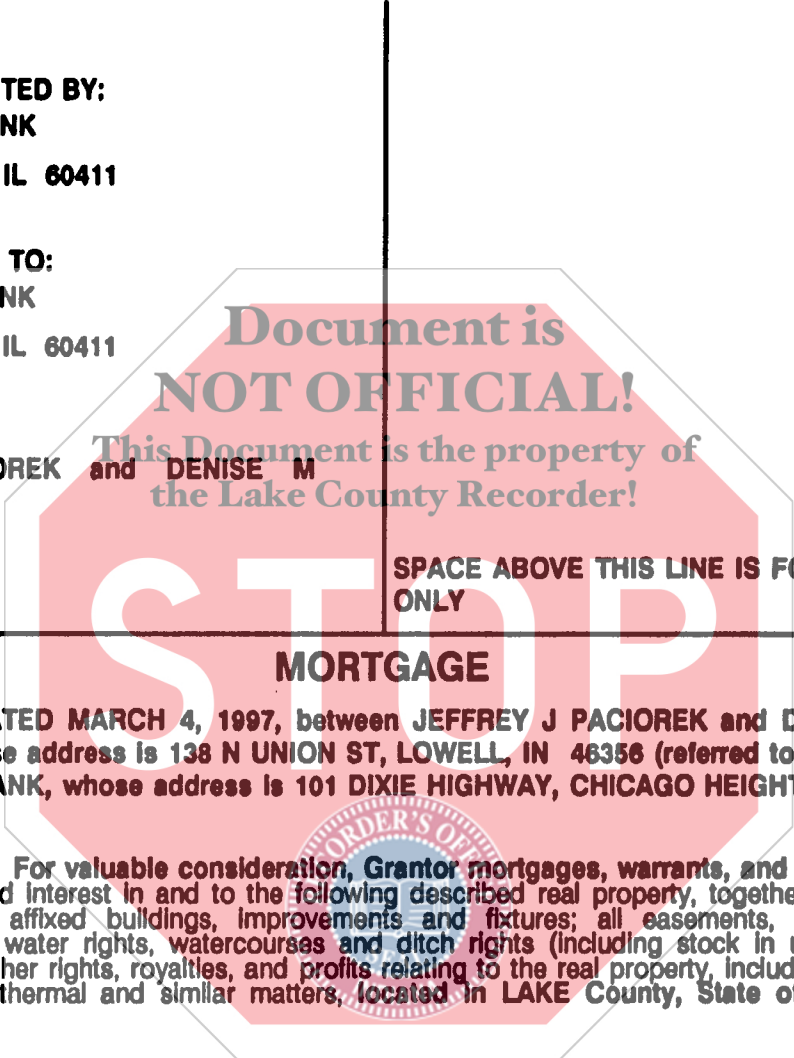 TED BY:
NK
IL 60411
TO:
NK
IL 60411
Document is
NOT OFFICIAL!
This Document is the property of
the Lake County Recorder!
OREK and DENISE M
SPACE ABOVE THIS LINE IS FO
ONLY
STOP
MORTGAGE
ATED MARCH 4, 1997, between JEFFREY J PACIOREK and D
se address is 138 N UNION ST, LOWELL, IN 46356 (referred to
ANK, whose address is 101 DIXIE HIGHWAY, CHICAGO HEIGHT
For valuable consideration, Grantor mortgages, warrants, and
d interest in and to the following described real property, togethe
affixed buildings, improvements and fixtures; all easements,
water rights, watercourses and ditch rights (including stock in u
her rights, royalties, and profits relating to the real property, includ
thermal and similar matters, located in LAKE County, State of